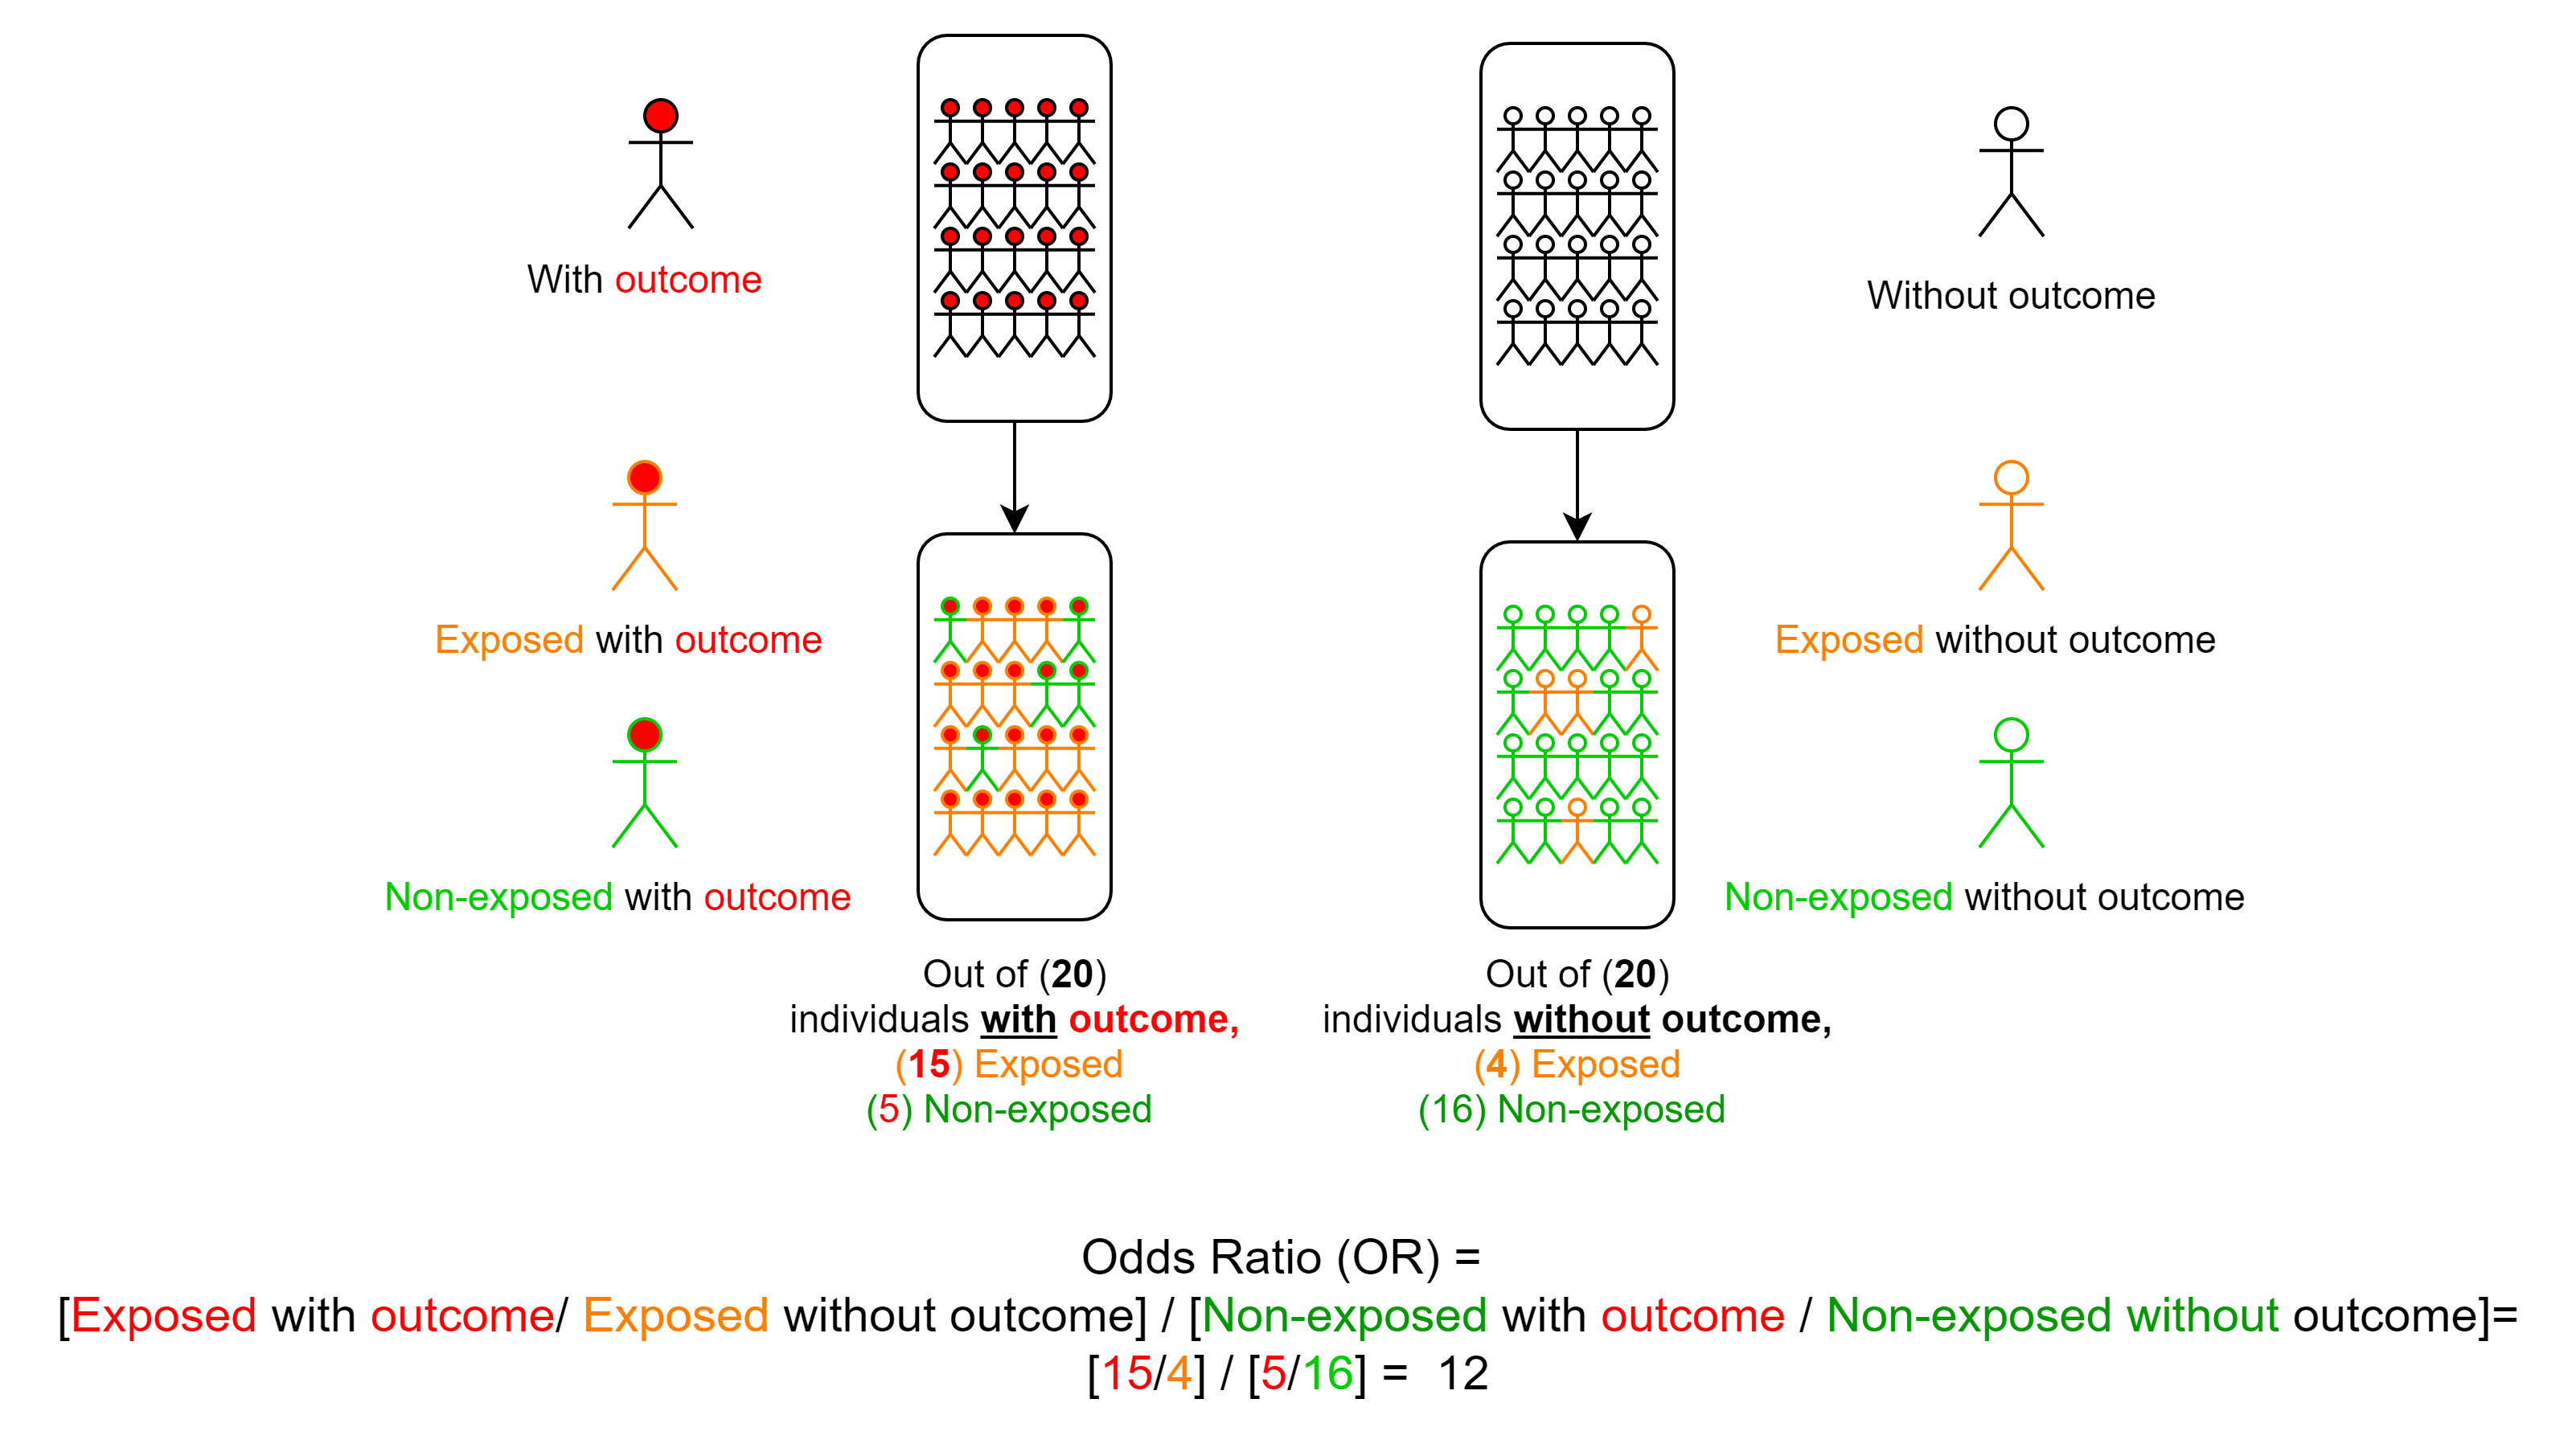 With outcome
Without outcome
Exposed with outcome
Exposed without outcome
Non-exposed with outcome
Non-exposed without outcome
Out of (20)
individuals with outcome,
(15) Exposed
(5) Non-exposed
Out of (20)
individuals without outcome,
(4) Exposed
(16) Non-exposed
Odds Ratio (OR) =
[Exposed with outcome/ Exposed without outcome] / [Non-exposed with outcome / Non-exposed without outcome]=
[15/4] / [5/16] = 12